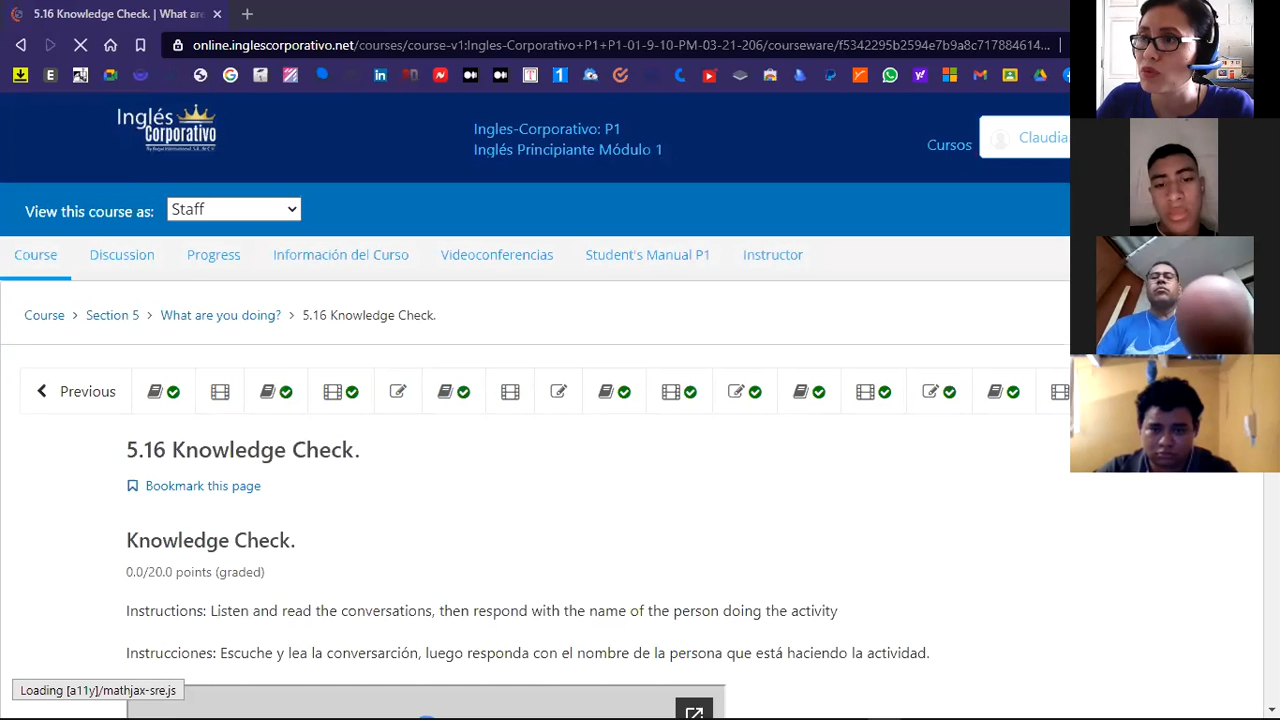 5.16 Knowledge Check. | What are
online.inglescorporativo.net/courses/course-v1:Ingles-Corporativo+P1+P1-01-9-10-PM-03-21-206/courseware/f5342295b2594e7b9a8c717884614...
Inglés
Corporativo
Ingles-Corporativo: P1
Inglés Principiante Módulo 1
Cursos
Claudia
View this course as:
Staff
Course
Discussion
Progress
Información del Curso
Videoconferencias
Student's Manual P1
Instructor
Course > Section 5 > What are you doing? > 5.16 Knowledge Check.
Previous
5.16 Knowledge Check.
Bookmark this page
Knowledge Check.
0.0/20.0 points (graded)
Instructions: Listen and read the conversations, then respond with the name of the person doing the activity
Instrucciones: Escuche y lea la conversarción, luego responda con el nombre de la persona que está haciendo la actividad.
Loading [a11y]/mathjax-sre.js